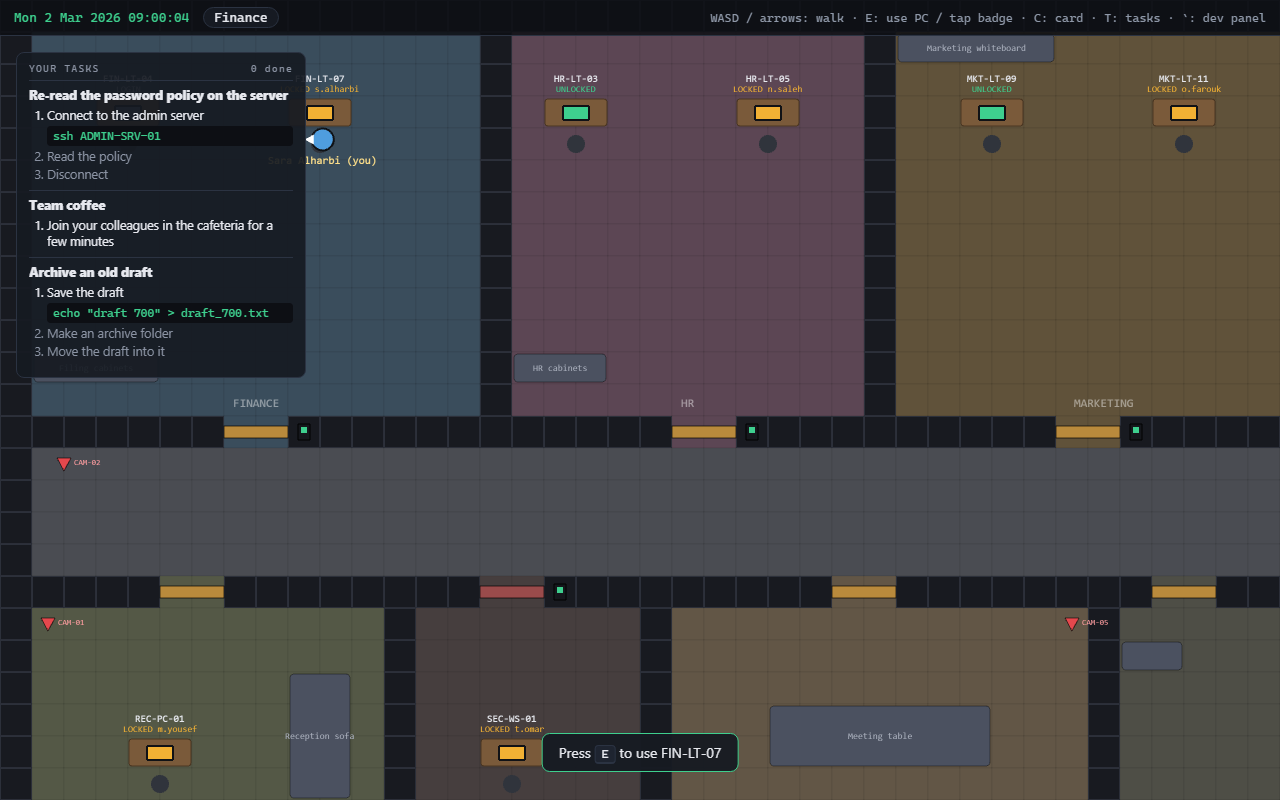 Mon 2 Mar 2026 09:00:04 Finance WASD / arrows: walk · E: use PC / tap badge · C: card · T: tasks · `: dev panel
YOUR TASKS 0 done
Re-read the password policy on the server
1. Connect to the admin server
ssh ADMIN-SRV-01
2. Read the policy
3. Disconnect
Team coffee
1. Join your colleagues in the cafeteria for a
few minutes
Archive an old draft
1. Save the draft
echo "draft 700" > draft_700.txt
2. Make an archive folder
3. Move the draft into it
FIN-LT-07
s.alharbi
Sara Alharbi (you)
HR-LT-03
UNLOCKED
HR-LT-05
LOCKED n.saleh
Marketing whiteboard
MKT-LT-09
UNLOCKED
MKT-LT-11
LOCKED o.farouk
HR cabinets
FINANCE
HR
MARKETING
CAM-02
CAM-01
CAM-05
REC-PC-01
LOCKED m.yousef
Reception sofa
SEC-WS-01
LOCKED t.omar
Meeting table
Press E to use FIN-LT-07